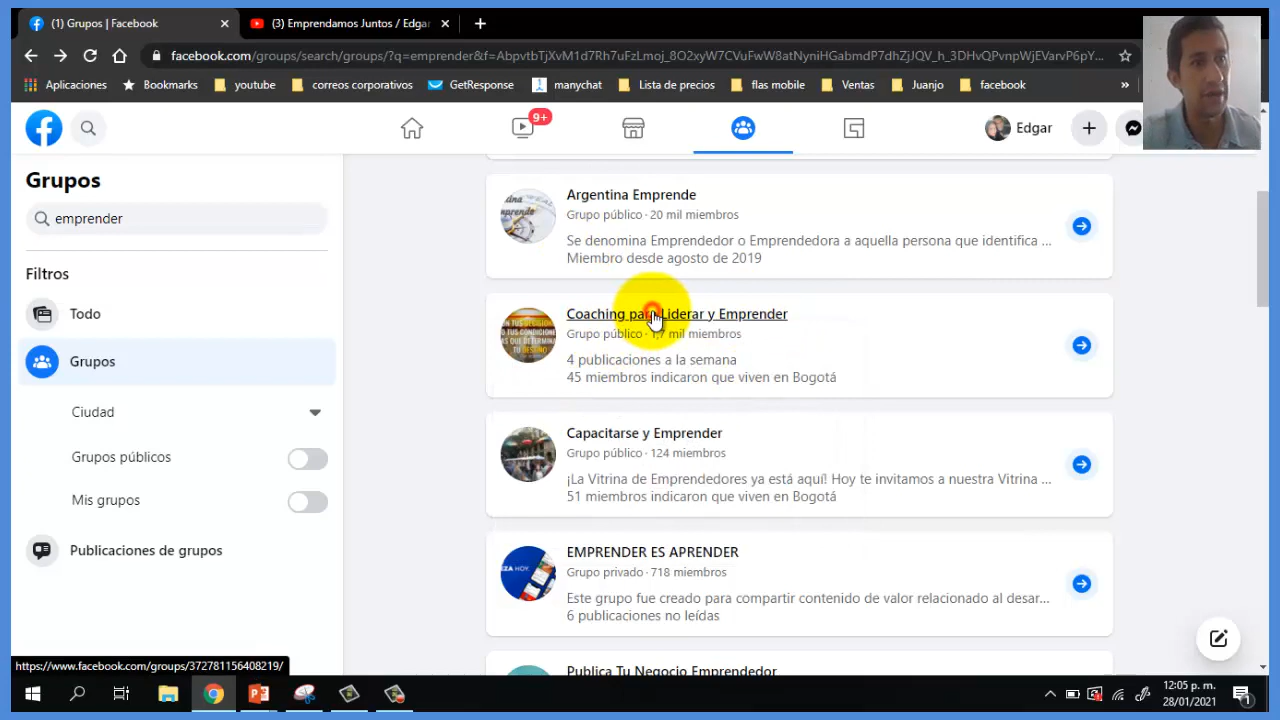 (1) Grupos | Facebook
(3) Emprendamos Juntos / Edgar
facebook.com/groups/search/groups/?q=emprender&f=AbpvtbTjXvM1d7Rh7uFzLmoj_8O2xyW7CVuFwW8atNyniHGabmdP7dhZjJQV_h_3DHvQPvnpWjEVarvP6pY...
Aplicaciones
Bookmarks
youtube
correos corporativos
GetResponse
manychat
Lista de precios
flas mobile
Ventas
Juanjo
facebook
»
9+
Edgar
Grupos
emprender
Filtros
Todo
Grupos
Ciudad
Grupos públicos
Mis grupos
Publicaciones de grupos
Argentina Emprende
Grupo público · 20 mil miembros
Se denomina Emprendedor o Emprendedora a aquella persona que identifica ...
Miembro desde agosto de 2019
Coaching para Liderar y Emprender
Grupo público · 1,7 mil miembros
4 publicaciones a la semana
45 miembros indicaron que viven en Bogotá
Capacitarse y Emprender
Grupo público · 124 miembros
¡La Vitrina de Emprendedores ya está aquí! Hoy te invitamos a nuestra Vitrina ...
51 miembros indicaron que viven en Bogotá
EMPRENDER ES APRENDER
Grupo privado · 718 miembros
Este grupo fue creado para compartir contenido de valor relacionado al desar...
6 publicaciones no leídas
Publica Tu Negocio Emprendedor
https://www.facebook.com/groups/372781156408219/
12:05 p. m.
28/01/2021
1